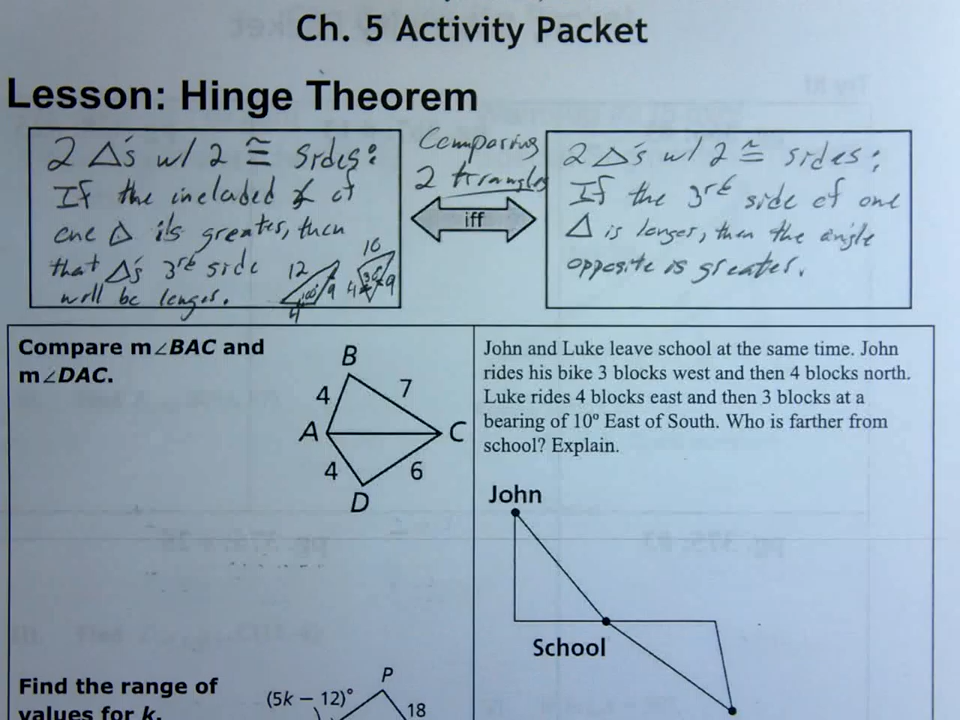 Ch. 5 Activity Packet
Lesson: Hinge Theorem
2 Δ's w/ 2 ≅ sides:
If the included ∡ of
one Δ is greater, then
that Δ's 3rd side
will be longer.
12
9
4
10
4
9
Comparing
2 triangles
iff
2 Δ's w/ 2 ≅ sides:
If the 3rd side of one
Δ is longer, then the angle
opposite is greater.
Compare m∠BAC and
m∠DAC.
B
4
7
A
C
4
6
D
John and Luke leave school at the same time. John
rides his bike 3 blocks west and then 4 blocks north.
Luke rides 4 blocks east and then 3 blocks at a
bearing of 10º East of South. Who is farther from
school? Explain.
John
School
Find the range of
values for k.
(5k − 12)°
P
18